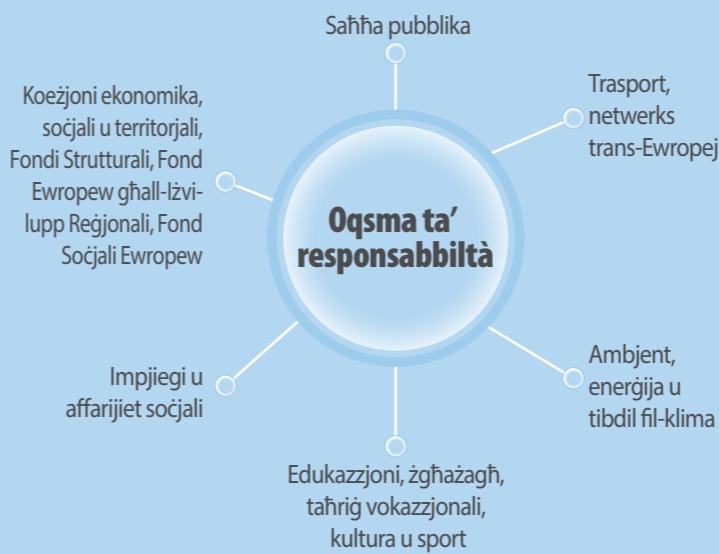 Saħħa pubblika
Trasport,
netwerks
trans-Ewropej
Koeżjoni ekonomika,
soċjali u territorjali,
Fondi Strutturali, Fond
Ewropew għall-Iżvi-
lupp Reġjonali, Fond
Soċjali Ewropew
Oqsma ta’
responsabbiltà
Impjiegi u
affarijiet soċjali
Ambjent,
enerġija u
tibdil fil-klima
Edukazzjoni, żgħażagħ,
taħriġ vokazzjonali,
kultura u sport